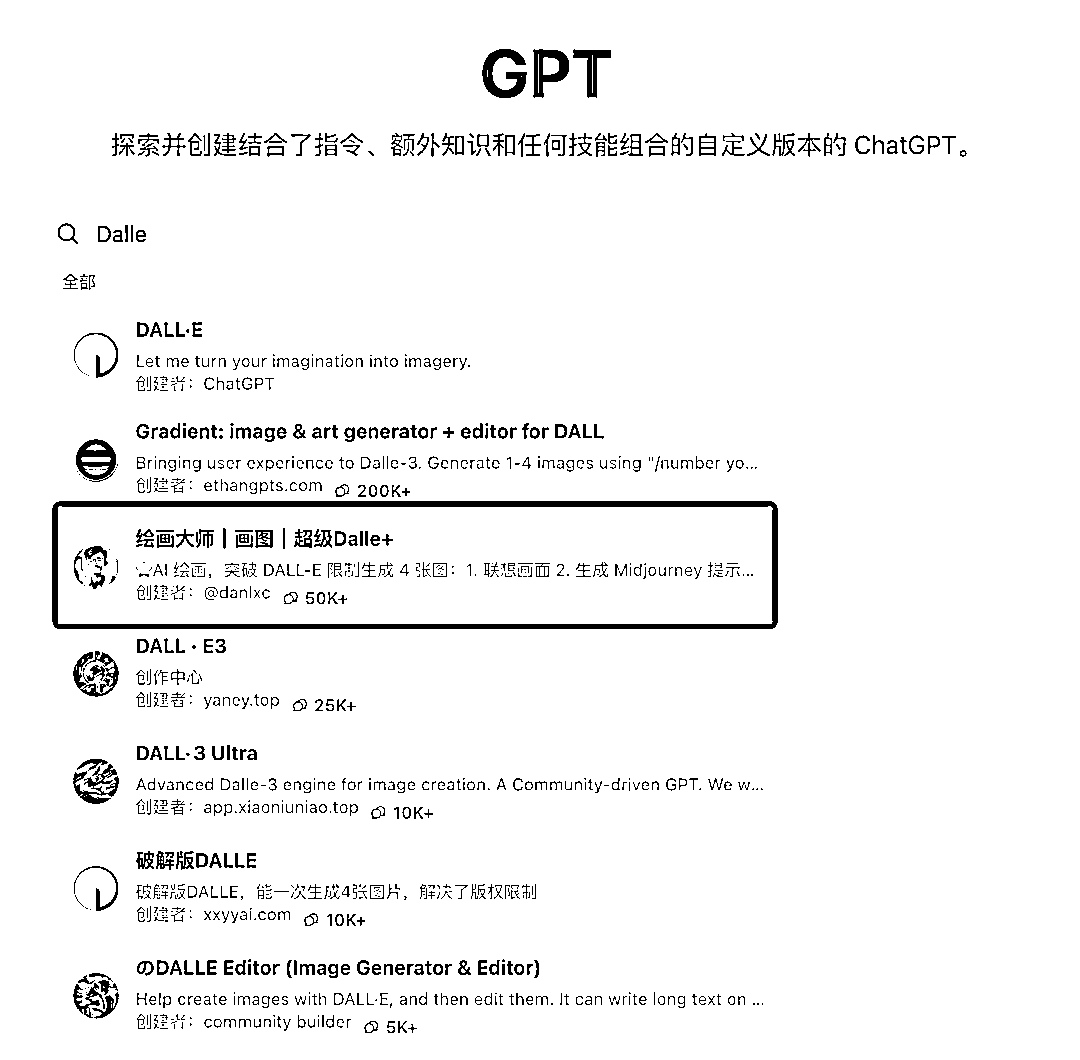 GPT
探索并创建结合了指令、额外知识和任何技能组合的自定义版本的 ChatGPT。
Dalle
全部
DALL·E
Let me turn your imagination into imagery.
创建者：ChatGPT
Gradient: image & art generator + editor for DALL
Bringing user experience to Dalle-3. Generate 1-4 images using "/number yo...
创建者：ethangpts.com 200K+
绘画大师｜画图｜超级Dalle+
☆AI 绘画，突破 DALL-E 限制生成 4 张图：1. 联想画面 2. 生成 Midjourney 提示...
创建者：@danlxc 50K+
DALL · E3
创作中心
创建者：yaney.top 25K+
DALL·3 Ultra
Advanced Dalle-3 engine for image creation. A Community-driven GPT. We w...
创建者：app.xiaoniuniao.top 10K+
破解版DALLE
破解版DALLE，能一次生成4张图片，解决了版权限制
创建者：xxyyai.com 10K+
のDALLE Editor (Image Generator & Editor)
Help create images with DALL·E, and then edit them. It can write long text on ...
创建者：community builder 5K+